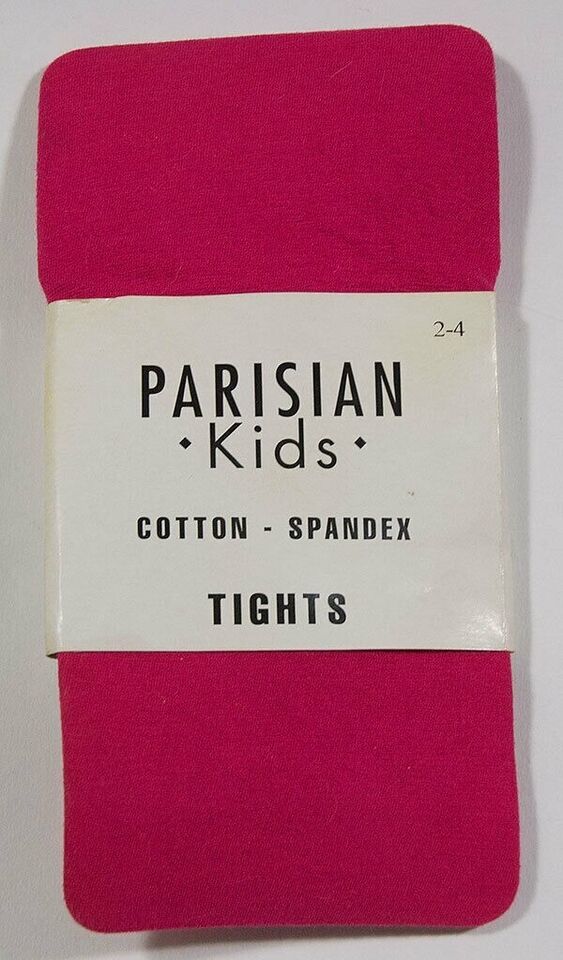 2-4
PARISIAN
◆Kids◆
COTTON - SPANDEX
TIGHTS